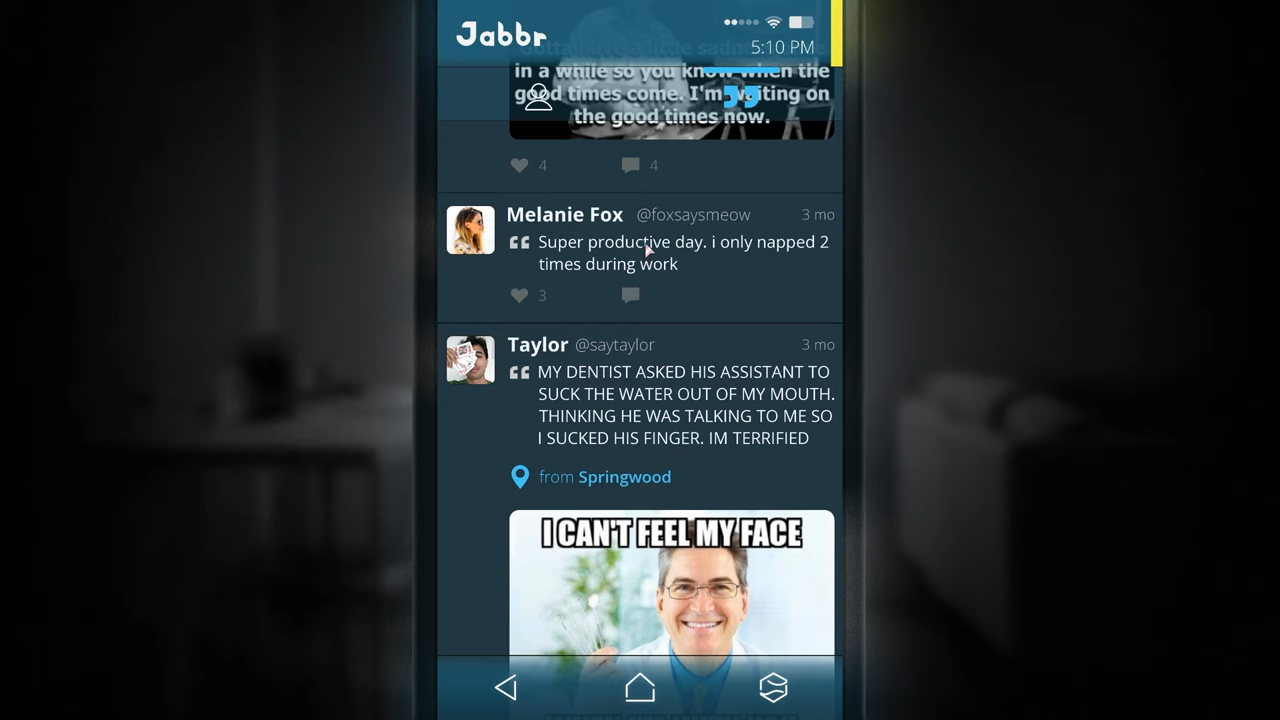 Jabbr
5:10 PM
in a while so you know when the
good times come. I'm waiting on
the good times now.
4 4
Melanie Fox @foxsaysmeow 3 mo
Super productive day. i only napped 2
times during work
3
Taylor @saytaylor 3 mo
MY DENTIST ASKED HIS ASSISTANT TO
SUCK THE WATER OUT OF MY MOUTH.
THINKING HE WAS TALKING TO ME SO
I SUCKED HIS FINGER. IM TERRIFIED
from Springwood
I CAN'T FEEL MY FACE